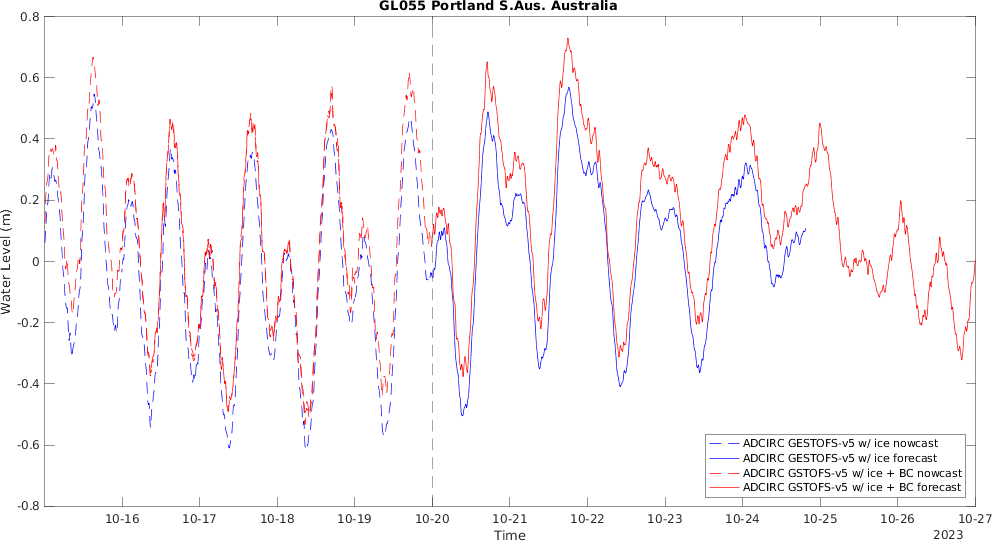 GL055 Portland S.Aus. Australia
0.8
0.6
0.4
0.2
0
-0.2
-0.4
-0.6
-0.8
Water Level (m)
10-16 10-17 10-18 10-19 10-20 10-21 10-22 10-23 10-24 10-25 10-26 10-27
Time
2023
ADCIRC GESTOFS-v5 w/ ice nowcast
ADCIRC GESTOFS-v5 w/ ice forecast
ADCIRC GSTOFS-v5 w/ ice + BC nowcast
ADCIRC GSTOFS-v5 w/ ice + BC forecast